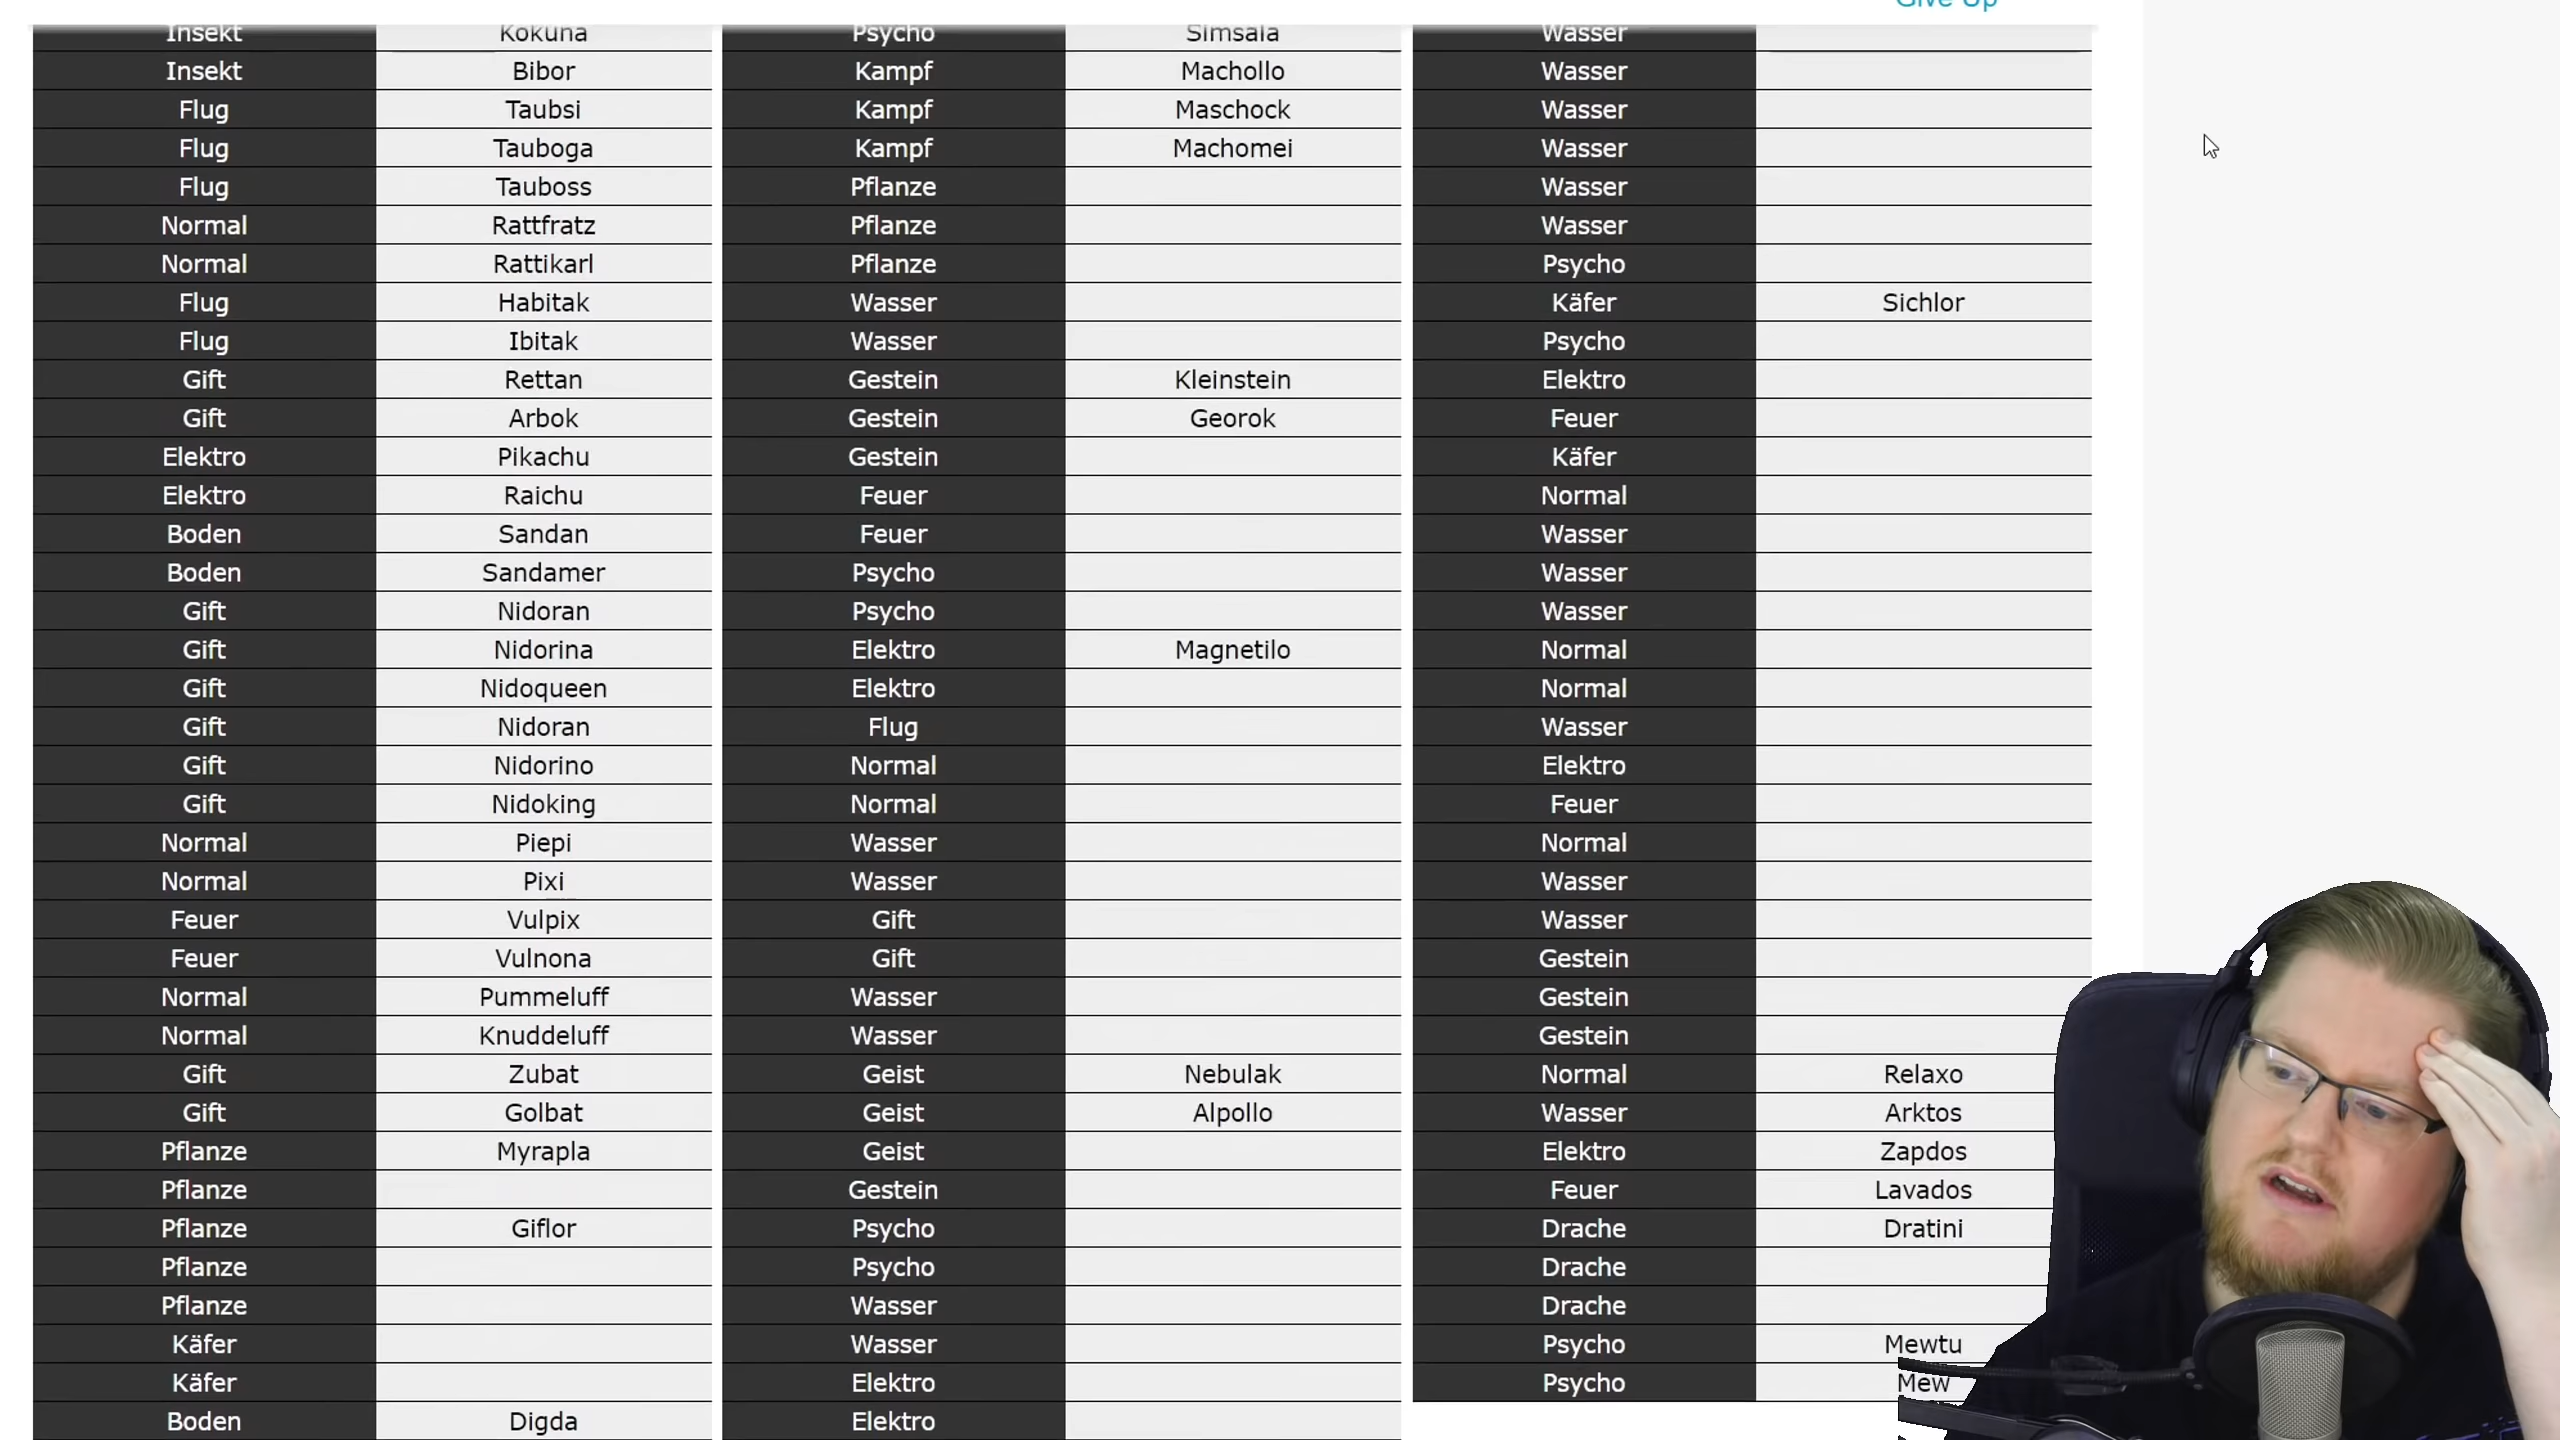 Give Up
Insekt Kokuna Psycho Simsala Wasser
Insekt Bibor Kampf Machollo Wasser
Flug Taubsi Kampf Maschock Wasser
Flug Tauboga Kampf Machomei Wasser
Flug Tauboss Pflanze Wasser
Normal Rattfratz Pflanze Wasser
Normal Rattikarl Pflanze Psycho
Flug Habitak Wasser Käfer Sichlor
Flug Ibitak Wasser Psycho
Gift Rettan Gestein Kleinstein Elektro
Gift Arbok Gestein Georok Feuer
Elektro Pikachu Gestein Käfer
Elektro Raichu Feuer Normal
Boden Sandan Feuer Wasser
Boden Sandamer Psycho Wasser
Gift Nidoran Psycho Wasser
Gift Nidorina Elektro Magnetilo Normal
Gift Nidoqueen Elektro Normal
Gift Nidoran Flug Wasser
Gift Nidorino Normal Elektro
Gift Nidoking Normal Feuer
Normal Piepi Wasser Normal
Normal Pixi Wasser Wasser
Feuer Vulpix Gift Wasser
Feuer Vulnona Gift Gestein
Normal Pummeluff Wasser Gestein
Normal Knuddeluff Wasser Gestein
Gift Zubat Geist Nebulak Normal Relaxo
Gift Golbat Geist Alpollo Wasser Arktos
Pflanze Myrapla Geist Elektro Zapdos
Pflanze Gestein Feuer Lavados
Pflanze Giflor Psycho Drache Dratini
Pflanze Psycho Drache
Pflanze Wasser Drache
Käfer Wasser Psycho Mewtu
Käfer Elektro Psycho Mew
Boden Digda Elektro